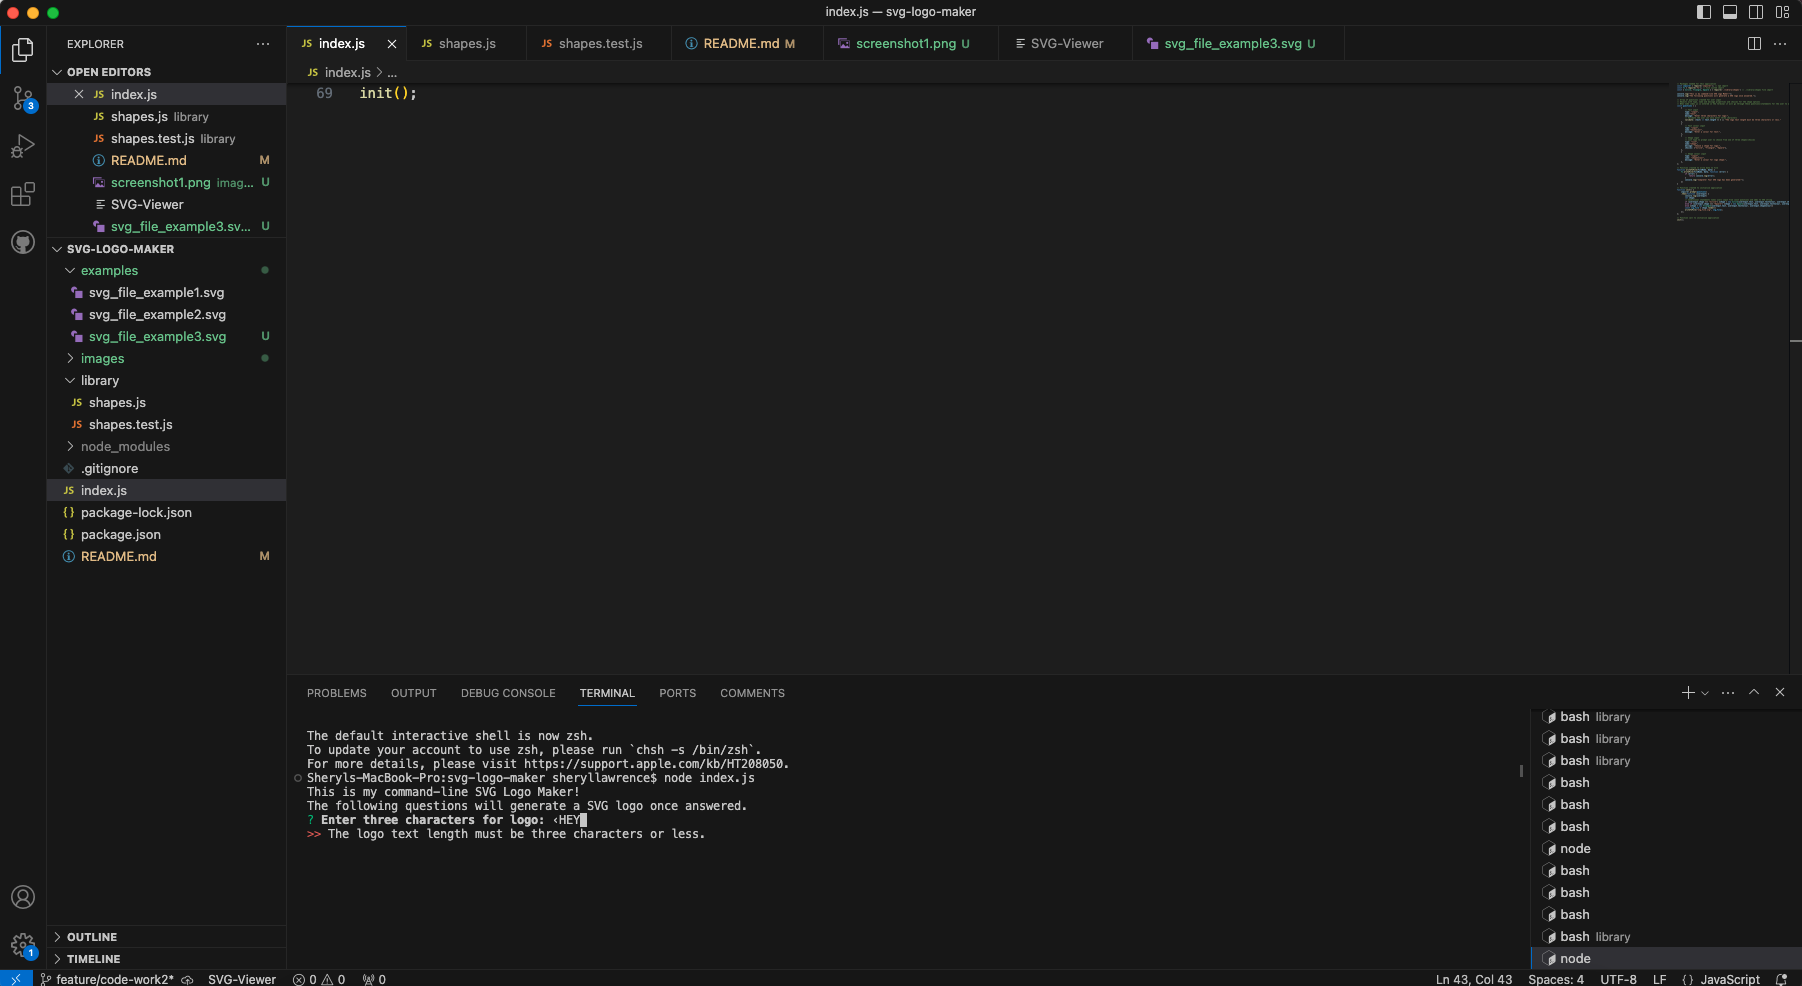 index.js — svg-logo-maker
EXPLORER
OPEN EDITORS
JS index.js
JS shapes.js library
JS shapes.test.js library
README.md M
screenshot1.png imag... U
SVG-Viewer
svg_file_example3.sv... U
SVG-LOGO-MAKER
examples
svg_file_example1.svg
svg_file_example2.svg
svg_file_example3.svg U
images
library
JS shapes.js
JS shapes.test.js
node_modules
.gitignore
JS index.js
{} package-lock.json
{} package.json
README.md M
OUTLINE
TIMELINE
3
1
JS index.js
JS shapes.js
JS shapes.test.js
README.md M
screenshot1.png U
SVG-Viewer
svg_file_example3.svg U
JS index.js > ...
69 init();
PROBLEMS OUTPUT DEBUG CONSOLE TERMINAL PORTS COMMENTS
The default interactive shell is now zsh.
To update your account to use zsh, please run `chsh -s /bin/zsh`.
For more details, please visit https://support.apple.com/kb/HT208050.
Sheryls-MacBook-Pro:svg-logo-maker sheryllawrence$ node index.js
This is my command-line SVG Logo Maker!
The following questions will generate a SVG logo once answered.
? Enter three characters for logo: ‹HEY
>> The logo text length must be three characters or less.
bash library
bash library
bash library
bash
bash
bash
node
bash
bash
bash
bash library
node
feature/code-work2* SVG-Viewer 0 0 0
Ln 43, Col 43 Spaces: 4 UTF-8 LF {} JavaScript